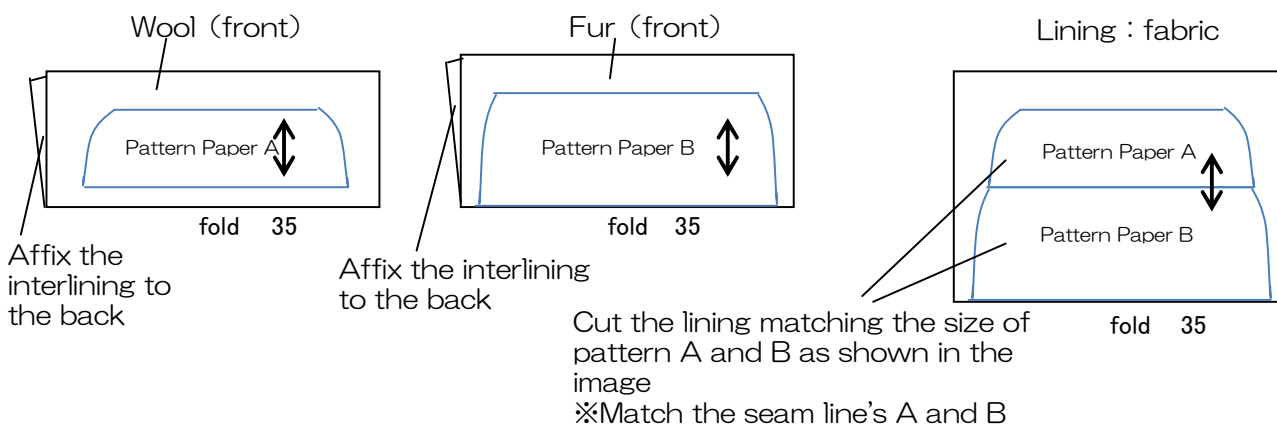 Wool (front)
Fur (front)
Lining：fabric
Pattern Paper A
Pattern Paper B
Pattern Paper A
Pattern Paper B
fold 35
fold 35
fold 35
Affix the
interlining to
the back
Affix the interlining
to the back
Cut the lining matching the size of
pattern A and B as shown in the
image
※Match the seam line's A and B